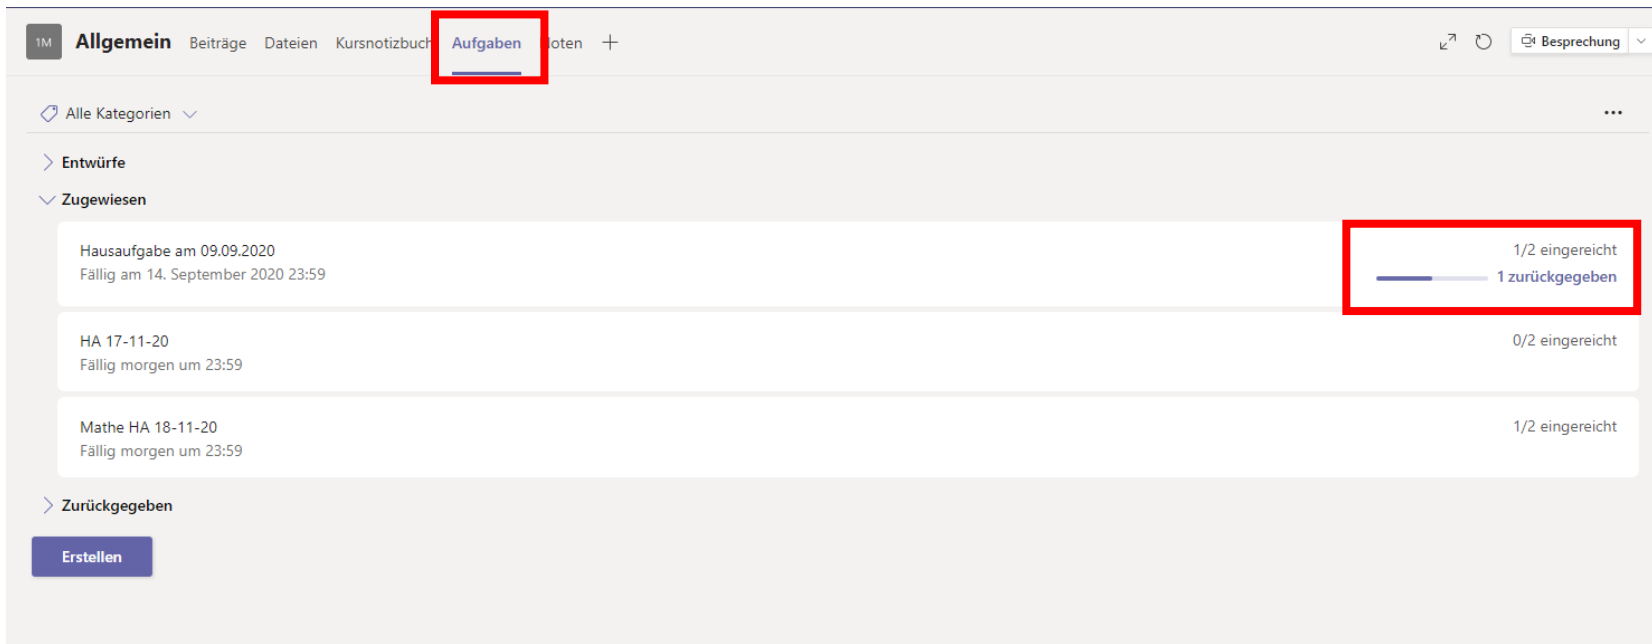 1M Allgemein Beiträge Dateien Kursnotizbuch Aufgaben Noten + Besprechung
Alle Kategorien
Entwürfe
Zugewiesen
Hausaufgabe am 09.09.2020 1/2 eingereicht
Fällig am 14. September 2020 23:59 1 zurückgegeben
HA 17-11-20 0/2 eingereicht
Fällig morgen um 23:59
Mathe HA 18-11-20 1/2 eingereicht
Fällig morgen um 23:59
Zurückgegeben
Erstellen